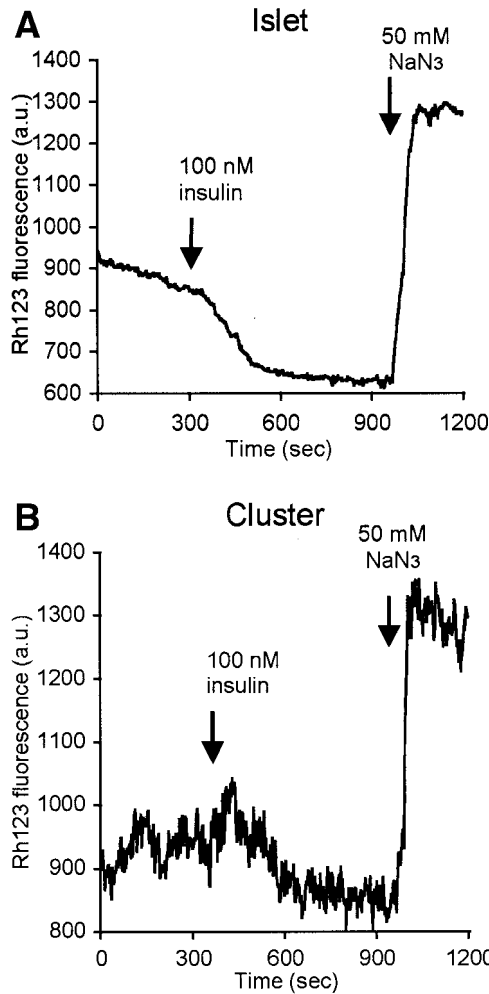 A
Islet
50 mM
NaN3
100 nM
insulin
Rh123 fluorescence (a.u.)
1400
1300
1200
1100
1000
900
800
700
600
0 300 600 900 1200
Time (sec)
B
Cluster
50 mM
NaN3
100 nM
insulin
Rh123 fluorescence (a.u.)
1400
1300
1200
1100
1000
900
800
0 300 600 900 1200
Time (sec)